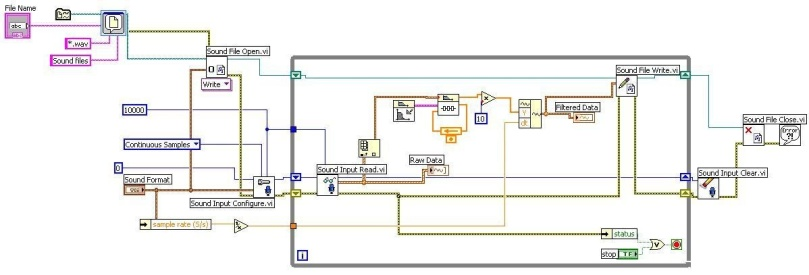 File Name
abc
*.wav
Sound files
Sound File Open.vi
Write
10000
Continuous Samples
0
Sound Format
Sound Input Configure.vi
sample rate (S/s)
Sound Input Read.vi
Raw Data
10
Y
dt
Filtered Data
Sound File Write.vi
Sound File Close.vi
Error
?!
Sound Input Clear.vi
status
stop
TF
i